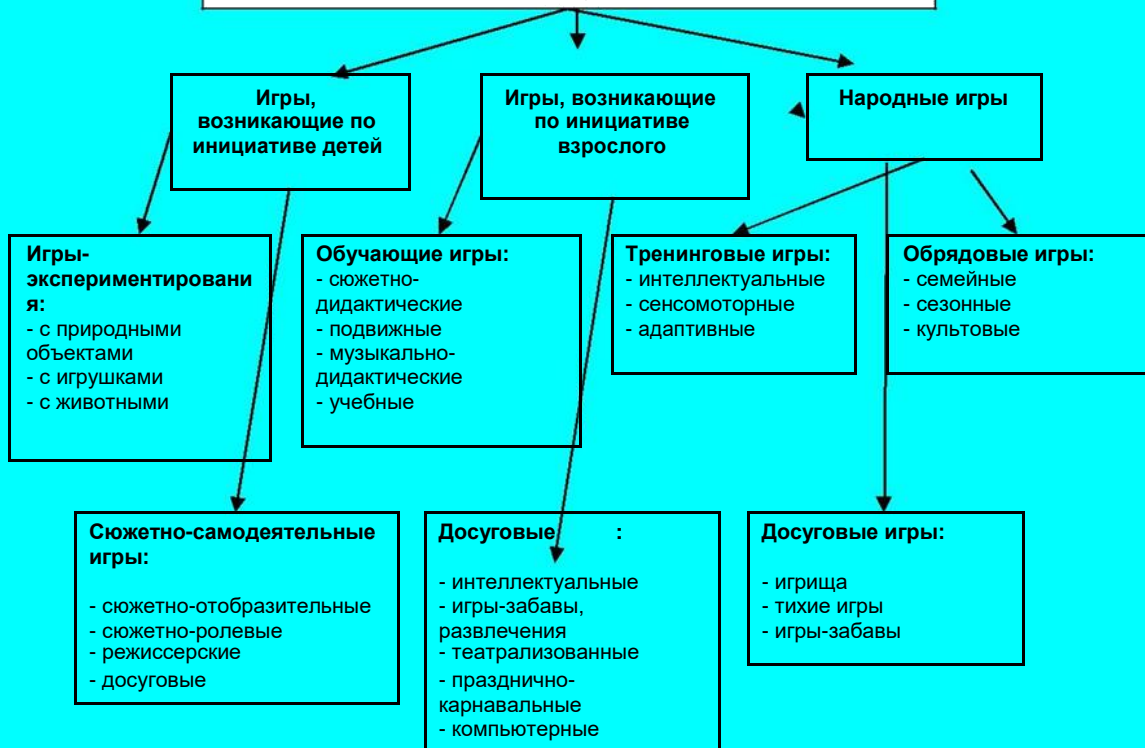 Игры,
возникающие по
инициативе детей
Игры, возникающие
по инициативе
взрослого
Народные игры
Игры-
экспериментировани
я:
- с природными
объектами
- с игрушками
- с животными
Обучающие игры:
- сюжетно-
дидактические
- подвижные
- музыкально-
дидактические
- учебные
Тренинговые игры:
- интеллектуальные
- сенсомоторные
- адаптивные
Обрядовые игры:
- семейные
- сезонные
- культовые
Сюжетно-самодеятельные
игры:
- сюжетно-отобразительные
- сюжетно-ролевые
- режиссерские
- досуговые
Досуговые :
- интеллектуальные
- игры-забавы,
развлечения
- театрализованные
- празднично-
карнавальные
- компьютерные
Досуговые игры:
- игрища
- тихие игры
- игры-забавы